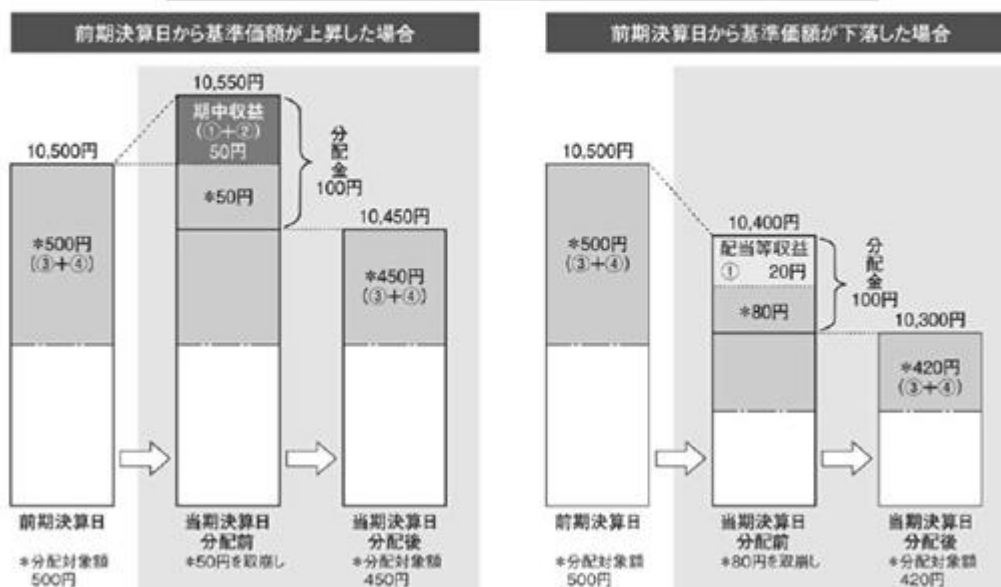 前期決算日から基準価額が上昇した場合
10,550円
期中収益
(①+②)
50円
分配金
100円
10,500円
*50円
10,450円
*500円
(③+④)
*450円
(③+④)
前期決算日
当期決算日
分配前
当期決算日
分配後
*分配対象額
500円
*50円を取崩し
*分配対象額
450円
前期決算日から基準価額が下落した場合
10,500円
10,400円
配当等収益
① 20円
分配金
100円
*80円
10,300円
*500円
(③+④)
*420円
(③+④)
前期決算日
当期決算日
分配前
当期決算日
分配後
*分配対象額
500円
*80円を取崩し
*分配対象額
420円